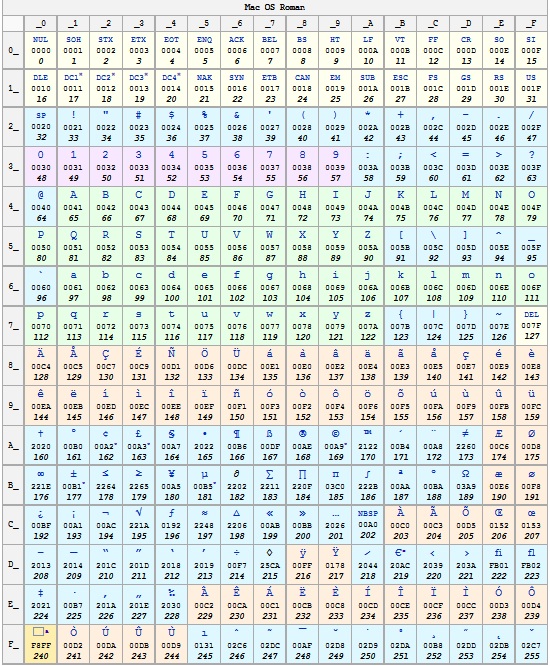 Mac OS Roman
_0 _1 _2 _3 _4 _5 _6 _7 _8 _9 _A _B _C _D _E _F
NUL SOH STX ETX EOT ENQ ACK BEL BS HT LF VT FF CR SO SI
0_ 0000 0001 0002 0003 0004 0005 0006 0007 0008 0009 000A 000B 000C 000D 000E 000F
0 1 2 3 4 5 6 7 8 9 10 11 12 13 14 15
DLE DC1* DC2* DC3* DC4* NAK SYN ETB CAN EM SUB ESC FS GS RS US
1_ 0010 0011 0012 0013 0014 0015 0016 0017 0018 0019 001A 001B 001C 001D 001E 001F
16 17 18 19 20 21 22 23 24 25 26 27 28 29 30 31
SP ! " # $ % & ' ( ) * + , - . /
2_ 0020 0021 0022 0023 0024 0025 0026 0027 0028 0029 002A 002B 002C 002D 002E 002F
32 33 34 35 36 37 38 39 40 41 42 43 44 45 46 47
0 1 2 3 4 5 6 7 8 9 : ; < = > ?
3_ 0030 0031 0032 0033 0034 0035 0036 0037 0038 0039 003A 003B 003C 003D 003E 003F
48 49 50 51 52 53 54 55 56 57 58 59 60 61 62 63
@ A B C D E F G H I J K L M N O
4_ 0040 0041 0042 0043 0044 0045 0046 0047 0048 0049 004A 004B 004C 004D 004E 004F
64 65 66 67 68 69 70 71 72 73 74 75 76 77 78 79
P Q R S T U V W X Y Z [ \ ] ^ _
5_ 0050 0051 0052 0053 0054 0055 0056 0057 0058 0059 005A 005B 005C 005D 005E 005F
80 81 82 83 84 85 86 87 88 89 90 91 92 93 94 95
` a b c d e f g h i j k l m n o
6_ 0060 0061 0062 0063 0064 0065 0066 0067 0068 0069 006A 006B 006C 006D 006E 006F
96 97 98 99 100 101 102 103 104 105 106 107 108 109 110 111
p q r s t u v w x y z { | } ~ DEL
7_ 0070 0071 0072 0073 0074 0075 0076 0077 0078 0079 007A 007B 007C 007D 007E 007F
112 113 114 115 116 117 118 119 120 121 122 123 124 125 126 127
Ä Å Ç É Ñ Ö Ü á à â ä ã å ç é è
8_ 00C4 00C5 00C7 00C9 00D1 00D6 00DC 00E1 00E0 00E2 00E4 00E3 00E5 00E7 00E9 00E8
128 129 130 131 132 133 134 135 136 137 138 139 140 141 142 143
ê ë í ì î ï ñ ó ò ô ö õ ú ù û ü
9_ 00EA 00EB 00ED 00EC 00EE 00EF 00F1 00F3 00F2 00F4 00F6 00F5 00FA 00F9 00FB 00FC
144 145 146 147 148 149 150 151 152 153 154 155 156 157 158 159
† ° ¢ £ § • ¶ ß ® © ™ ´ ¨ ≠ Æ Ø
A_ 2020 00B0 00A2* 00A3* 00A7 2022 00B6 00DF 00AE 00A9* 2122 00B4 00A8 2260 00C6 00D8
160 161 162 163 164 165 166 167 168 169 170 171 172 173 174 175
∞ ± ≤ ≥ ¥ µ ∂ ∑ ∏ π ∫ ª º Ω æ ø
B_ 221E 00B1* 2264 2265 00A5 00B5* 2202 2211 220F 03C0 222B 00AA 00BA 03A9 00E6 00F8
176 177 178 179 180 181 182 183 184 185 186 187 188 189 190 191
¿ ¡ ¬ √ ƒ ≈ ∆ « » … NBSP À Ã Õ Œ œ
C_ 00BF 00A1 00AC 221A 0192 2248 2206 00AB 00BB 2026 00A0 00C0 00C3 00D5 0152 0153
192 193 194 195 196 197 198 199 200 201 202 203 204 205 206 207
– — “ ” ‘ ’ ÷ ◊ ÿ Ÿ ⁄ €* ‹ › ﬁ ﬂ
D_ 2013 2014 201C 201D 2018 2019 00F7 25CA 00FF 0178 2044 20AC 2039 203A FB01 FB02
208 209 210 211 212 213 214 215 216 217 218 219 220 221 222 223
‡ · ‚ „ ‰ Â Ê Á Ë È Í Î Ï Ì Ó Ô
E_ 2021 00B7 201A 201E 2030 00C2 00CA 00C1 00CB 00C8 00CD 00CE 00CF 00CC 00D3 00D4
224 225 226 227 228 229 230 231 232 233 234 235 236 237 238 239
Ò Ú Û Ù ı ˆ ˜ ¯ ˘ ˙ ˚ ¸ ˝ ˛ ˇ
F_ F8FF 00D2 00DA 00DB 00D9 0131 02C6 02DC 00AF 02D8 02D9 02DA 00B8 02DD 02DB 02C7
240 241 242 243 244 245 246 247 248 249 250 251 252 253 254 255